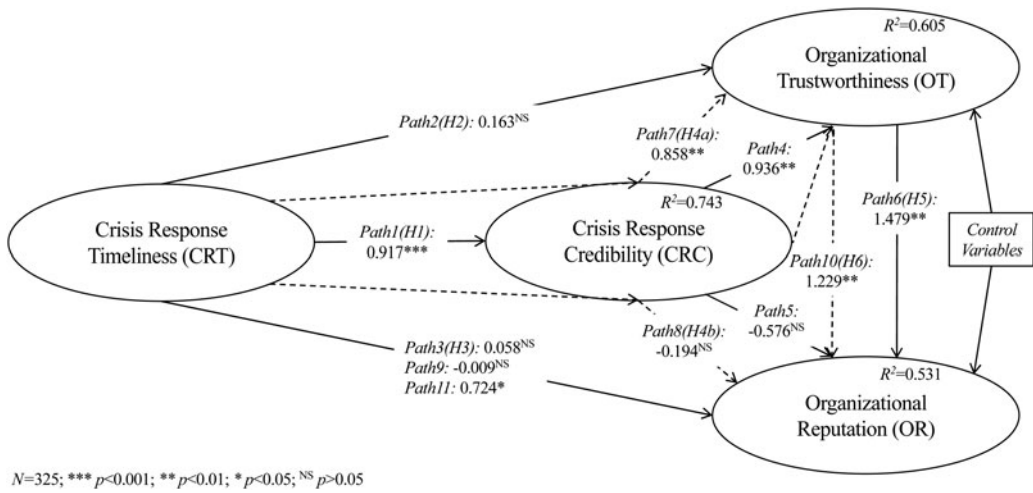 R²=0.605
Organizational
Trustworthiness (OT)
Path2(H2): 0.163NS
Path7(H4a):
0.858**
Path4:
0.936**
R²=0.743
Crisis Response
Timeliness (CRT)
Path1(H1):
0.917***
Crisis Response
Credibility (CRC)
Path6(H5):
1.479**
Control
Variables
Path10(H6):
1.229**
Path5:
-0.576NS
Path8(H4b):
-0.194NS
Path3(H3): 0.058NS
Path9: -0.009NS
Path11: 0.724*
R²=0.531
Organizational
Reputation (OR)
N=325; *** p<0.001; ** p<0.01; * p<0.05; NS p>0.05